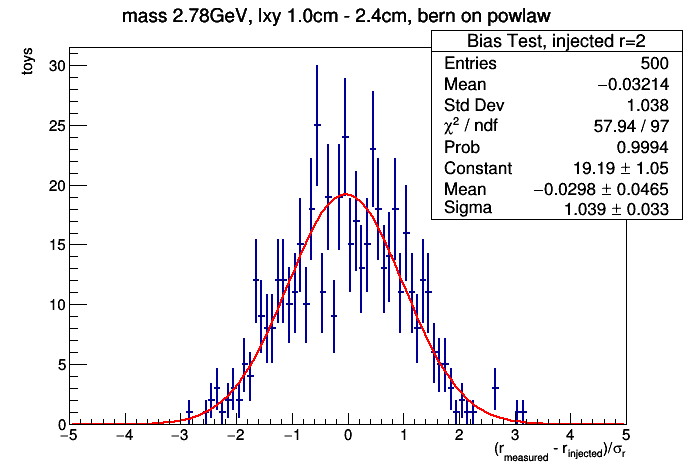 mass 2.78GeV, lxy 1.0cm - 2.4cm, bern on powlaw
Bias Test, injected r=2
Entries 500
Mean −0.03214
Std Dev 1.038
χ² / ndf 57.94 / 97
Prob 0.9994
Constant 19.19 ± 1.05
Mean −0.0298 ± 0.0465
Sigma 1.039 ± 0.033
toys
30
25
20
15
10
5
0
−5 −4 −3 −2 −1 0 1 2 3 4 5
(r_measured - r_injected)/σ_r